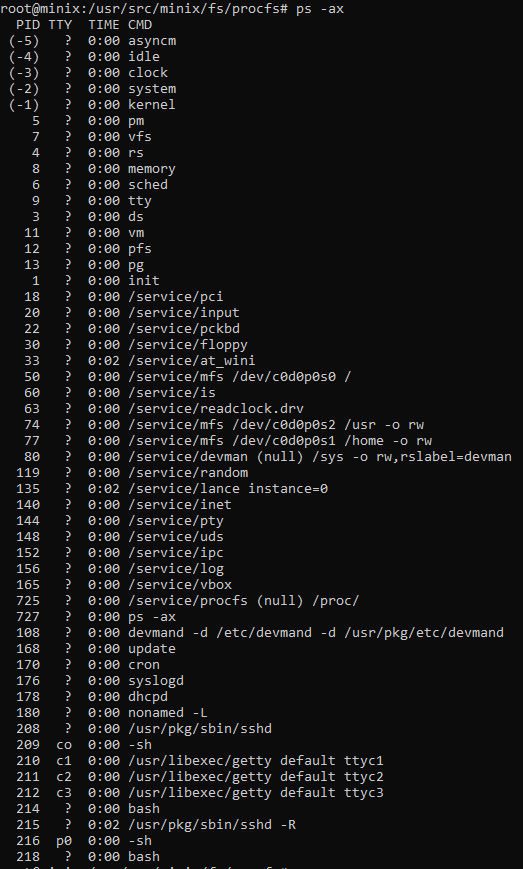 root@minix:/usr/src/minix/fs/procfs# ps -ax
PID TTY TIME CMD
(-5) ? 0:00 asyncm
(-4) ? 0:00 idle
(-3) ? 0:00 clock
(-2) ? 0:00 system
(-1) ? 0:00 kernel
5 ? 0:00 pm
7 ? 0:00 vfs
4 ? 0:00 rs
8 ? 0:00 memory
6 ? 0:00 sched
9 ? 0:00 tty
3 ? 0:00 ds
11 ? 0:00 vm
12 ? 0:00 pfs
13 ? 0:00 pg
1 ? 0:00 init
18 ? 0:00 /service/pci
20 ? 0:00 /service/input
22 ? 0:00 /service/pckbd
30 ? 0:00 /service/floppy
33 ? 0:02 /service/at_wini
50 ? 0:00 /service/mfs /dev/c0d0p0s0 /
60 ? 0:00 /service/is
63 ? 0:00 /service/readclock.drv
74 ? 0:00 /service/mfs /dev/c0d0p0s2 /usr -o rw
77 ? 0:00 /service/mfs /dev/c0d0p0s1 /home -o rw
80 ? 0:00 /service/devman (null) /sys -o rw,rslabel=devman
119 ? 0:00 /service/random
135 ? 0:02 /service/lance instance=0
140 ? 0:00 /service/inet
144 ? 0:00 /service/pty
148 ? 0:00 /service/uds
152 ? 0:00 /service/ipc
156 ? 0:00 /service/log
165 ? 0:00 /service/vbox
725 ? 0:00 /service/procfs (null) /proc/
727 ? 0:00 ps -ax
108 ? 0:00 devmand -d /etc/devmand -d /usr/pkg/etc/devmand
168 ? 0:00 update
170 ? 0:00 cron
176 ? 0:00 syslogd
178 ? 0:00 dhcpd
180 ? 0:00 nonamed -L
208 ? 0:00 /usr/pkg/sbin/sshd
209 co 0:00 -sh
210 c1 0:00 /usr/libexec/getty default ttyc1
211 c2 0:00 /usr/libexec/getty default ttyc2
212 c3 0:00 /usr/libexec/getty default ttyc3
214 ? 0:00 bash
215 ? 0:02 /usr/pkg/sbin/sshd -R
216 p0 0:00 -sh
218 ? 0:00 bash